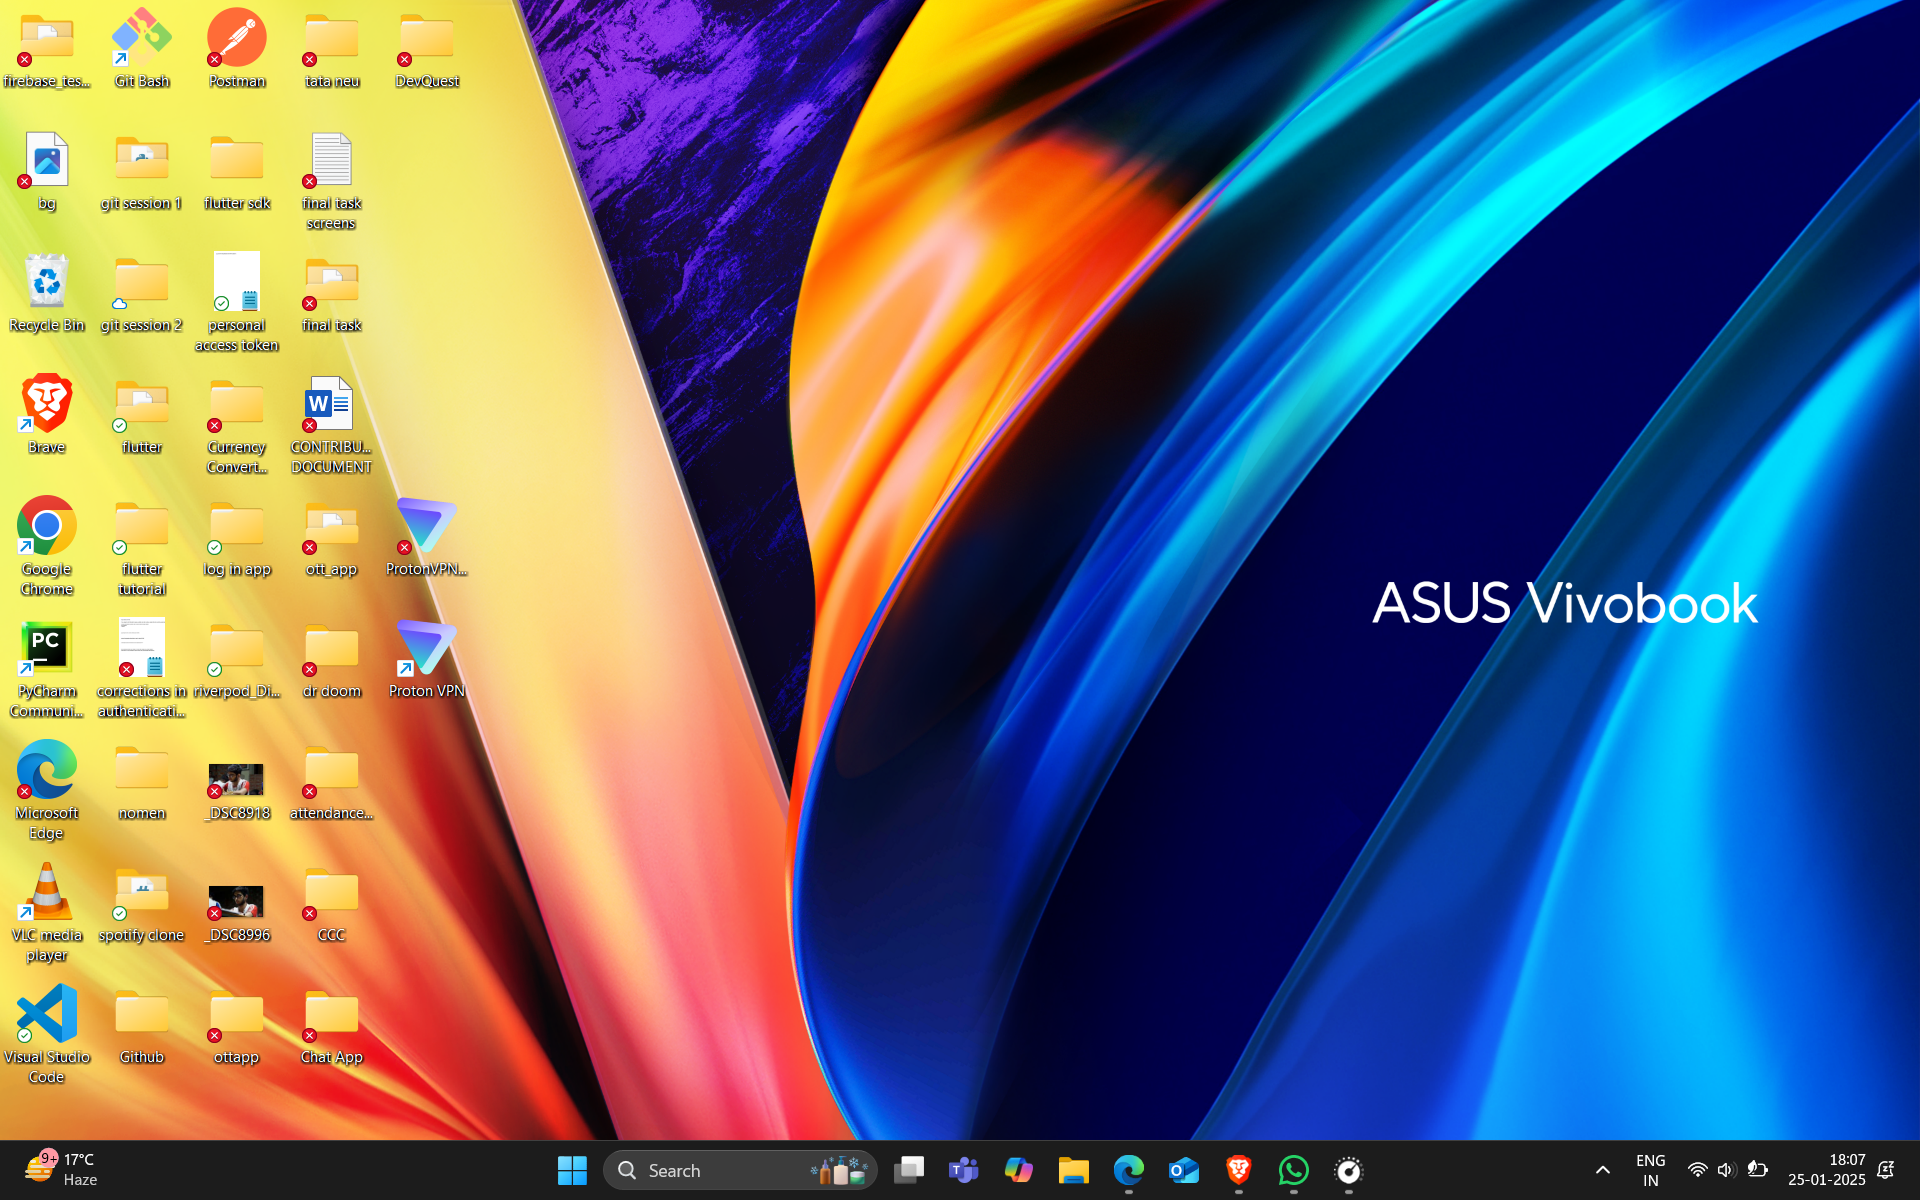 firebase_tes...
Git Bash
Postman
tata neu
DevQuest
bg
git session 1
flutter sdk
final task
screens
Recycle Bin
git session 2
personal
access token
final task
Brave
flutter
Currency
Convert...
CONTRIBU...
DOCUMENT
Google
Chrome
flutter
tutorial
log in app
ott_app
ProtonVPN...
PyCharm
Communi...
corrections in
authenticati...
riverpod_Di...
dr doom
Proton VPN
Microsoft
Edge
nomen
_DSC8918
attendance...
VLC media
player
spotify clone
_DSC8996
CCC
Visual Studio
Code
Github
ottapp
Chat App
ASUS Vivobook
9+
17°C
Haze
Search
ENG
IN
18:07
25-01-2025